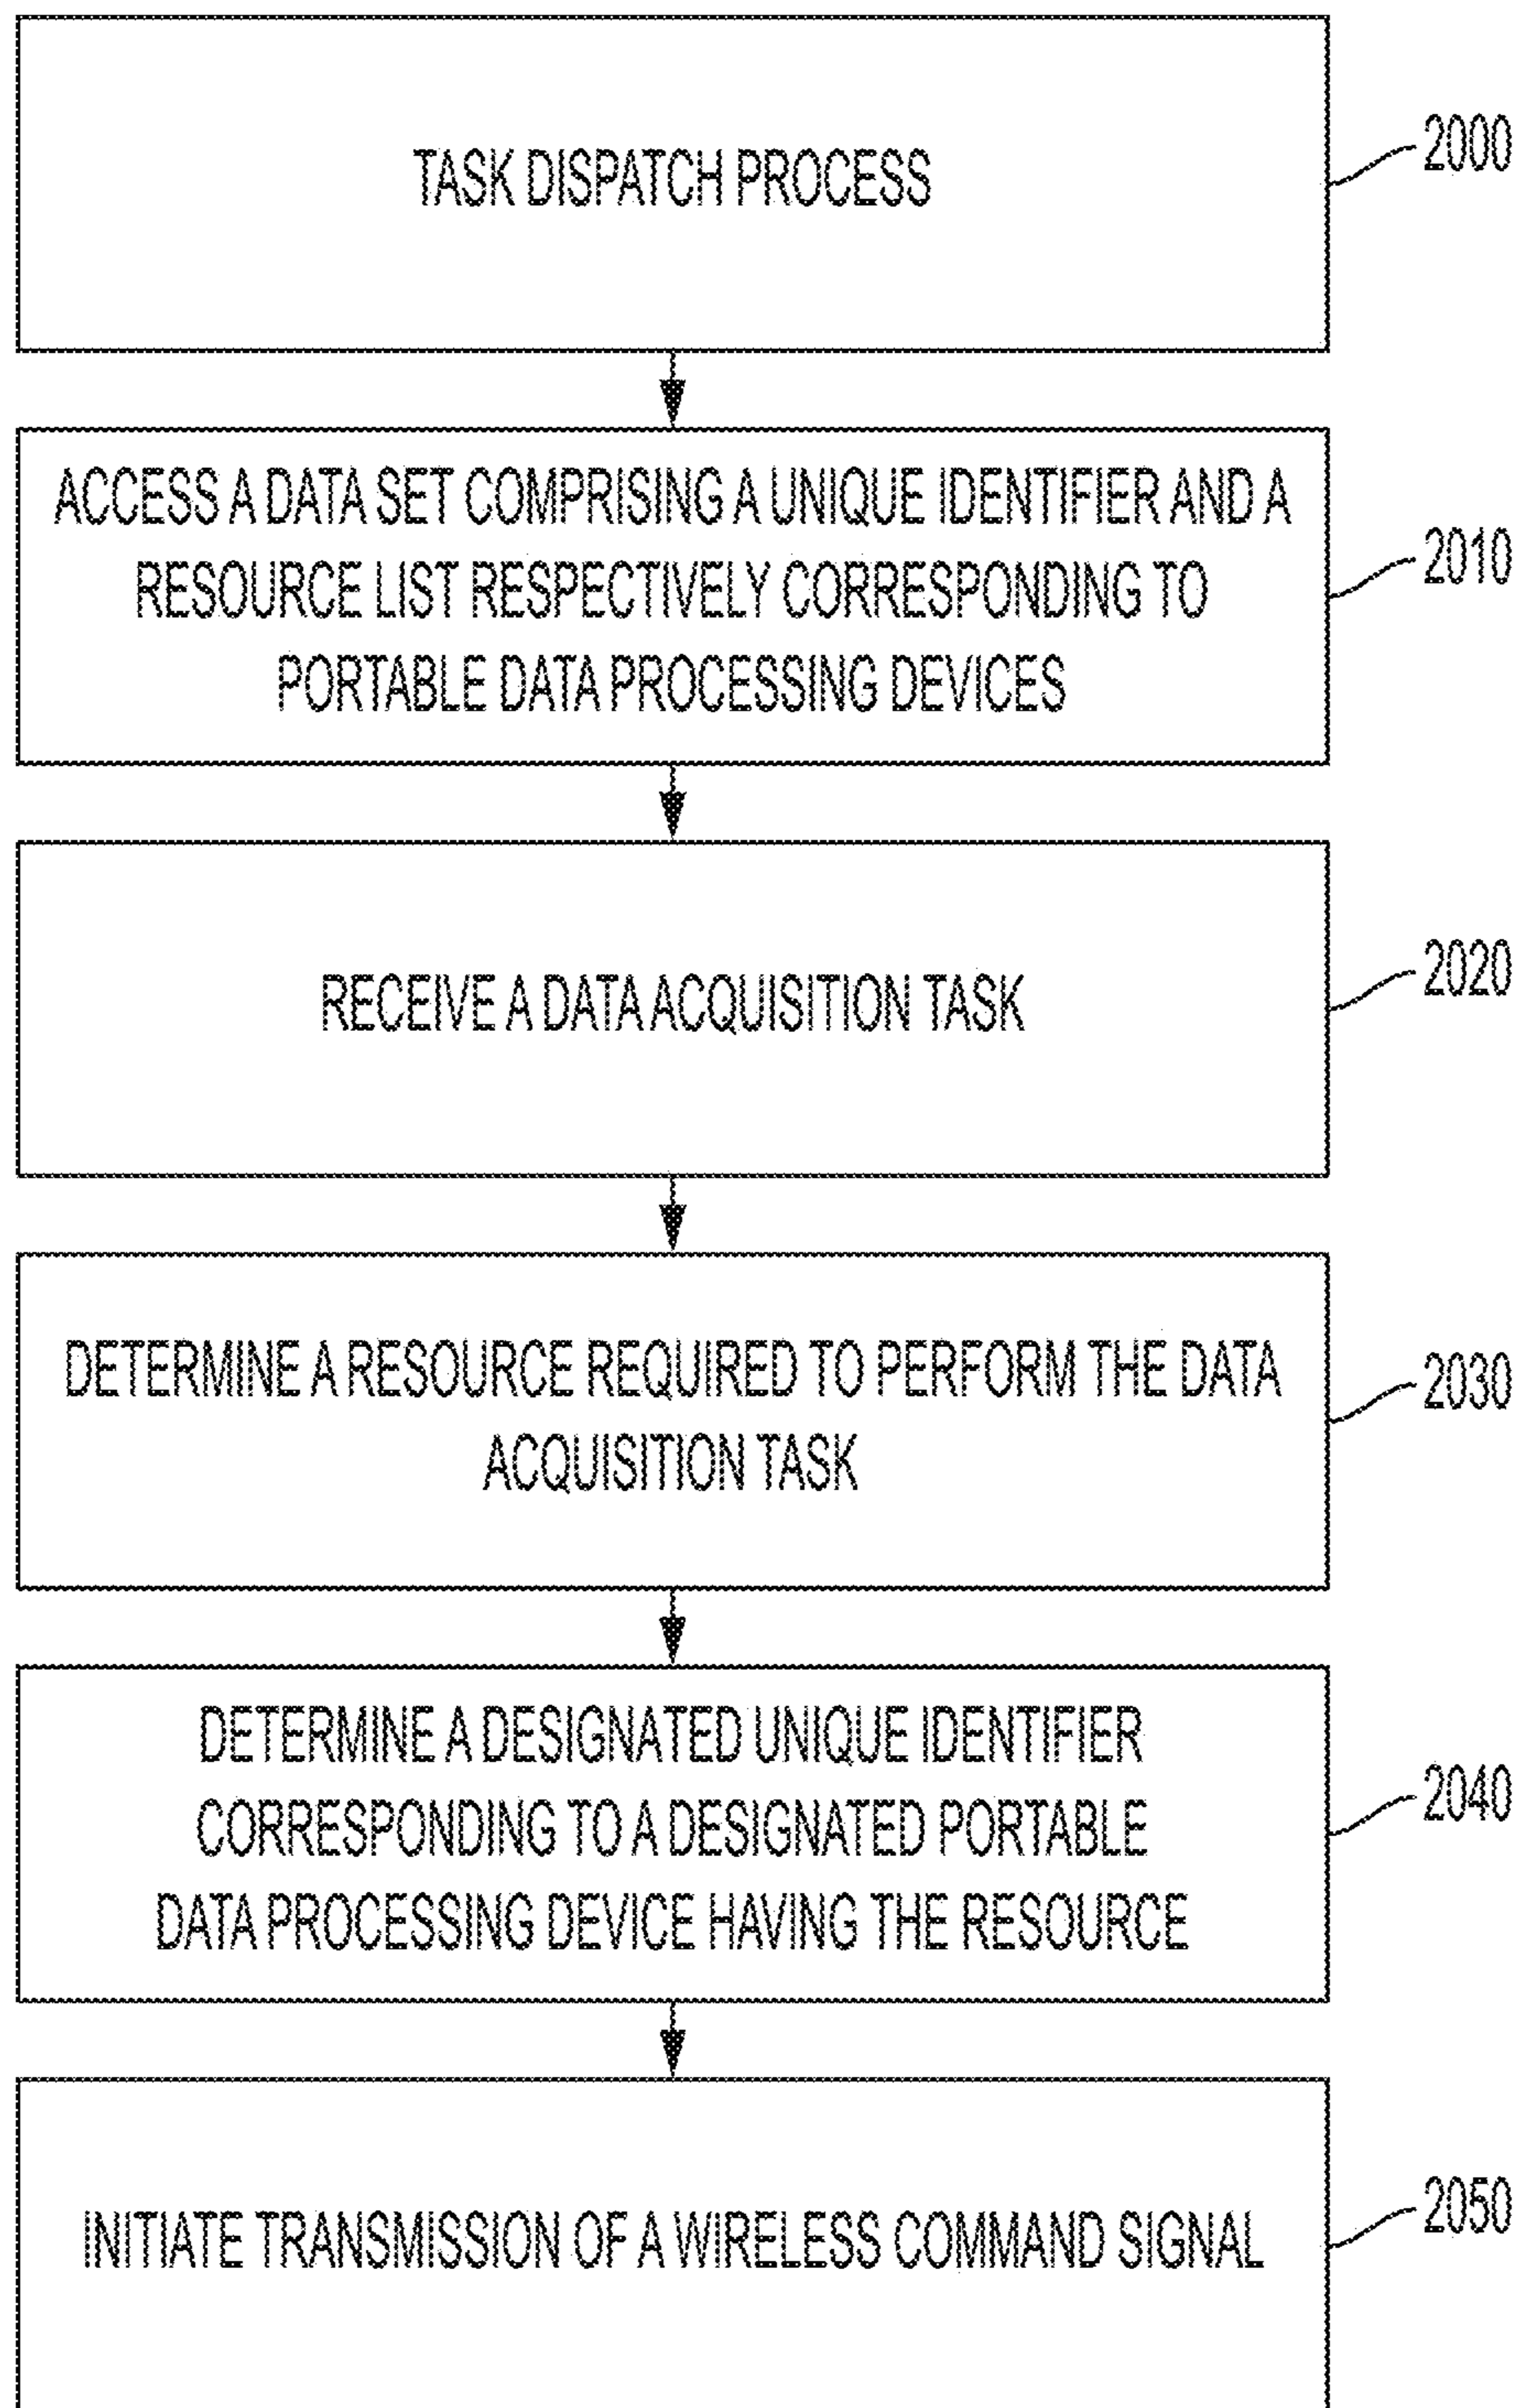 TASK DISPATCH PROCESS
2000
ACCESS A DATA SET COMPRISING A UNIQUE IDENTIFIER AND A
RESOURCE LIST RESPECTIVELY CORRESPONDING TO
PORTABLE DATA PROCESSING DEVICES
2010
RECEIVE A DATA ACQUISITION TASK
2020
DETERMINE A RESOURCE REQUIRED TO PERFORM THE DATA
ACQUISITION TASK
2030
DETERMINE A DESIGNATED UNIQUE IDENTIFIER
CORRESPONDING TO A DESIGNATED PORTABLE
DATA PROCESSING DEVICE HAVING THE RESOURCE
2040
INITIATE TRANSMISSION OF A WIRELESS COMMAND SIGNAL
2050